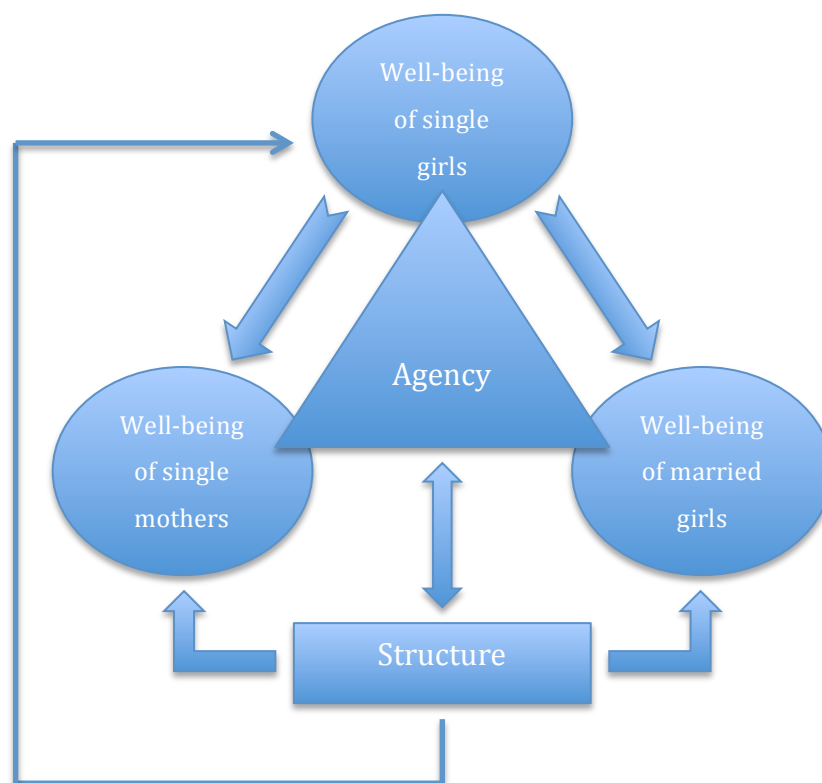 Well-being
of single
girls
Agency
Well-being
of single
mothers
Well-being
of married
girls
Structure